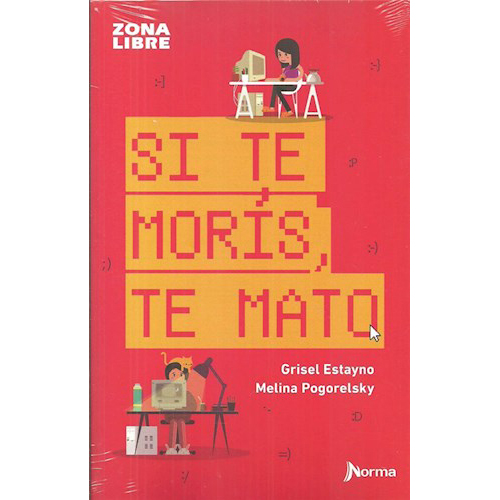 ZONA
LIBRE
:-]
:-)
SI TE
:P
MORÍS,
:-)
;)
TE MATO
Grisel Estayno
Melina Pogorelsky
:D
=)
:/
Norma